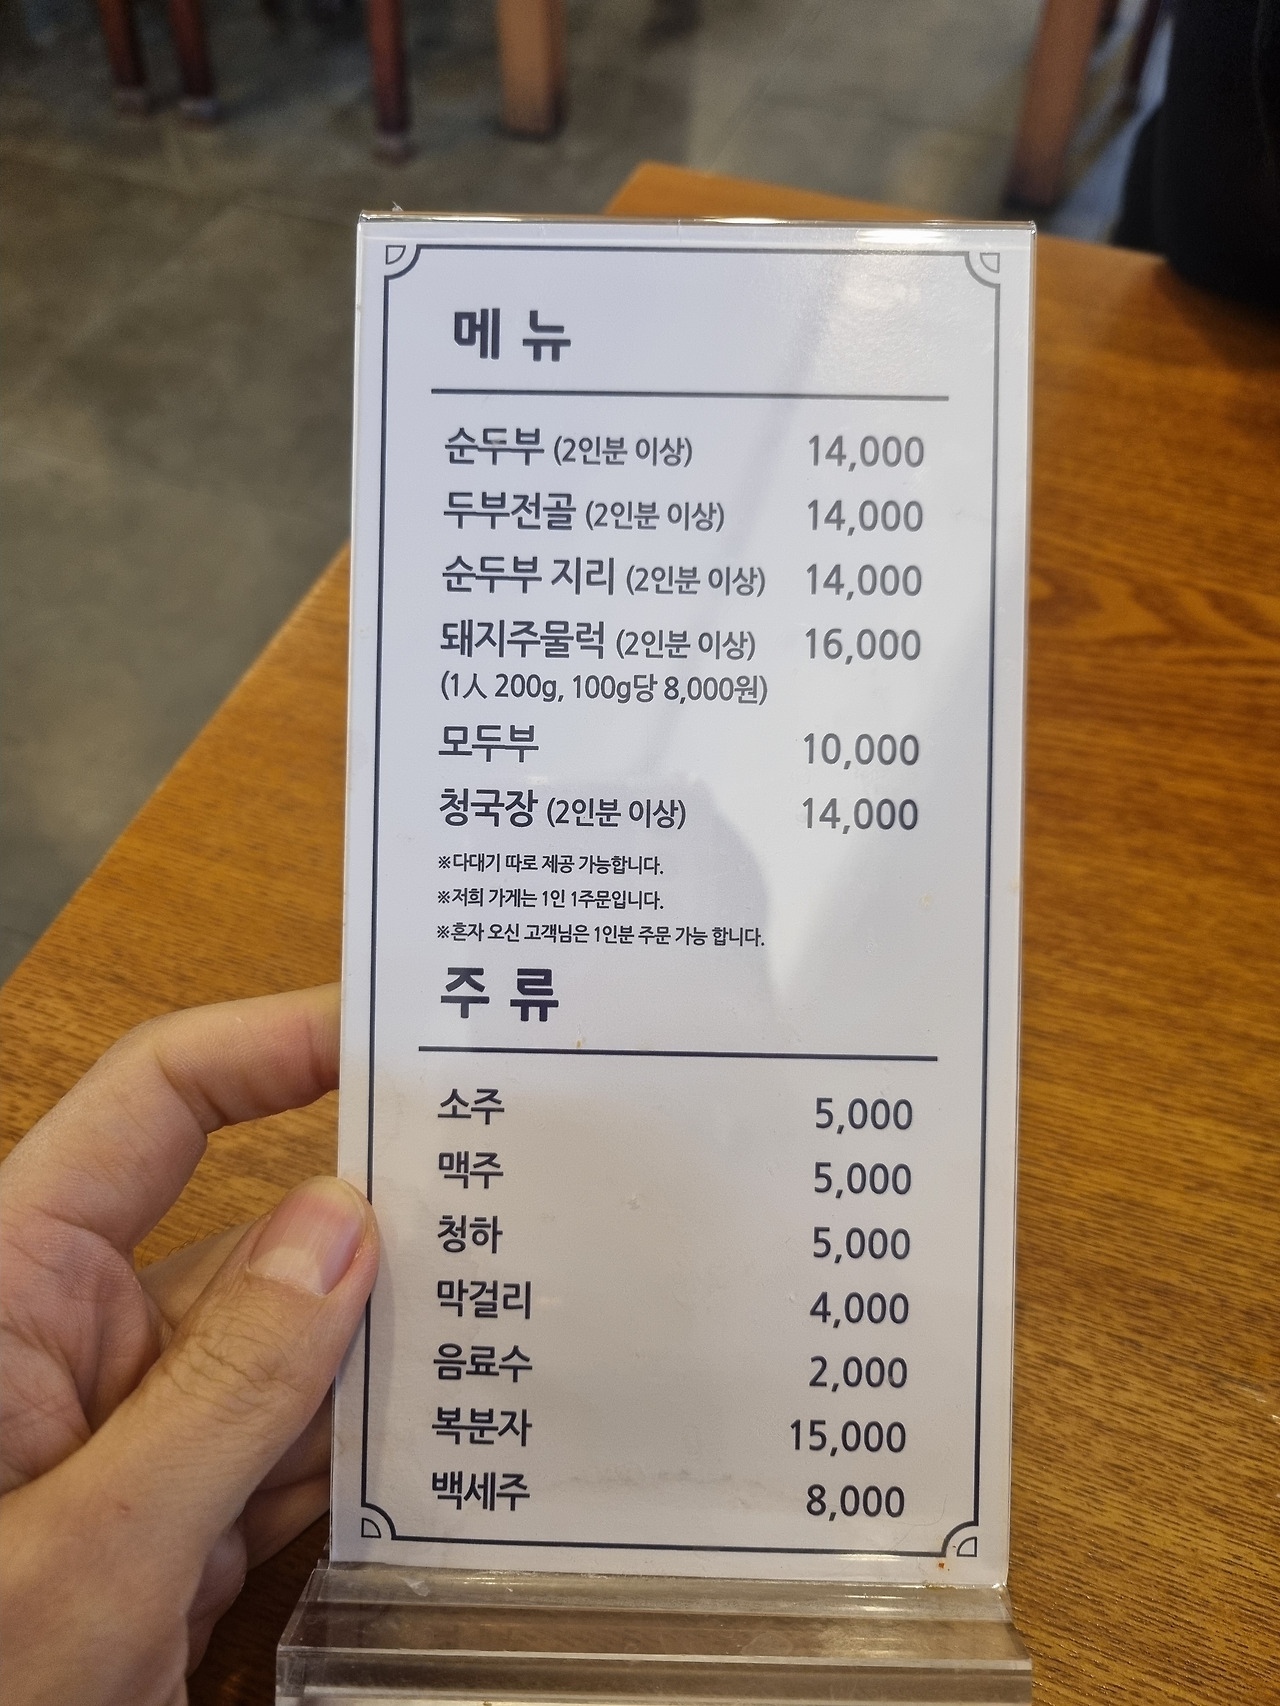 메 뉴
순두부 (2인분 이상) 14,000
두부전골 (2인분 이상) 14,000
순두부 지리 (2인분 이상) 14,000
돼지주물럭 (2인분 이상) 16,000
(1人 200g, 100g당 8,000원)
모두부 10,000
청국장 (2인분 이상) 14,000
※다대기 따로 제공 가능합니다.
※저희 가게는 1인 1주문입니다.
※혼자 오신 고객님은 1인분 주문 가능 합니다.
주 류
소주 5,000
맥주 5,000
청하 5,000
막걸리 4,000
음료수 2,000
복분자 15,000
백세주 8,000